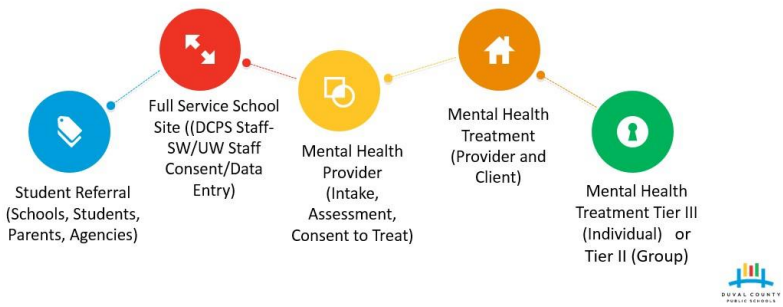 Student Referral
(Schools, Students,
Parents, Agencies)
Full Service School
Site ((DCPS Staff-
SW/UW Staff
Consent/Data
Entry)
Mental Health
Provider
(Intake,
Assessment,
Consent to Treat)
Mental Health
Treatment
(Provider and
Client)
Mental Health
Treatment Tier III
(Individual) or
Tier II (Group)
DUVAL COUNTY
PUBLIC SCHOOLS